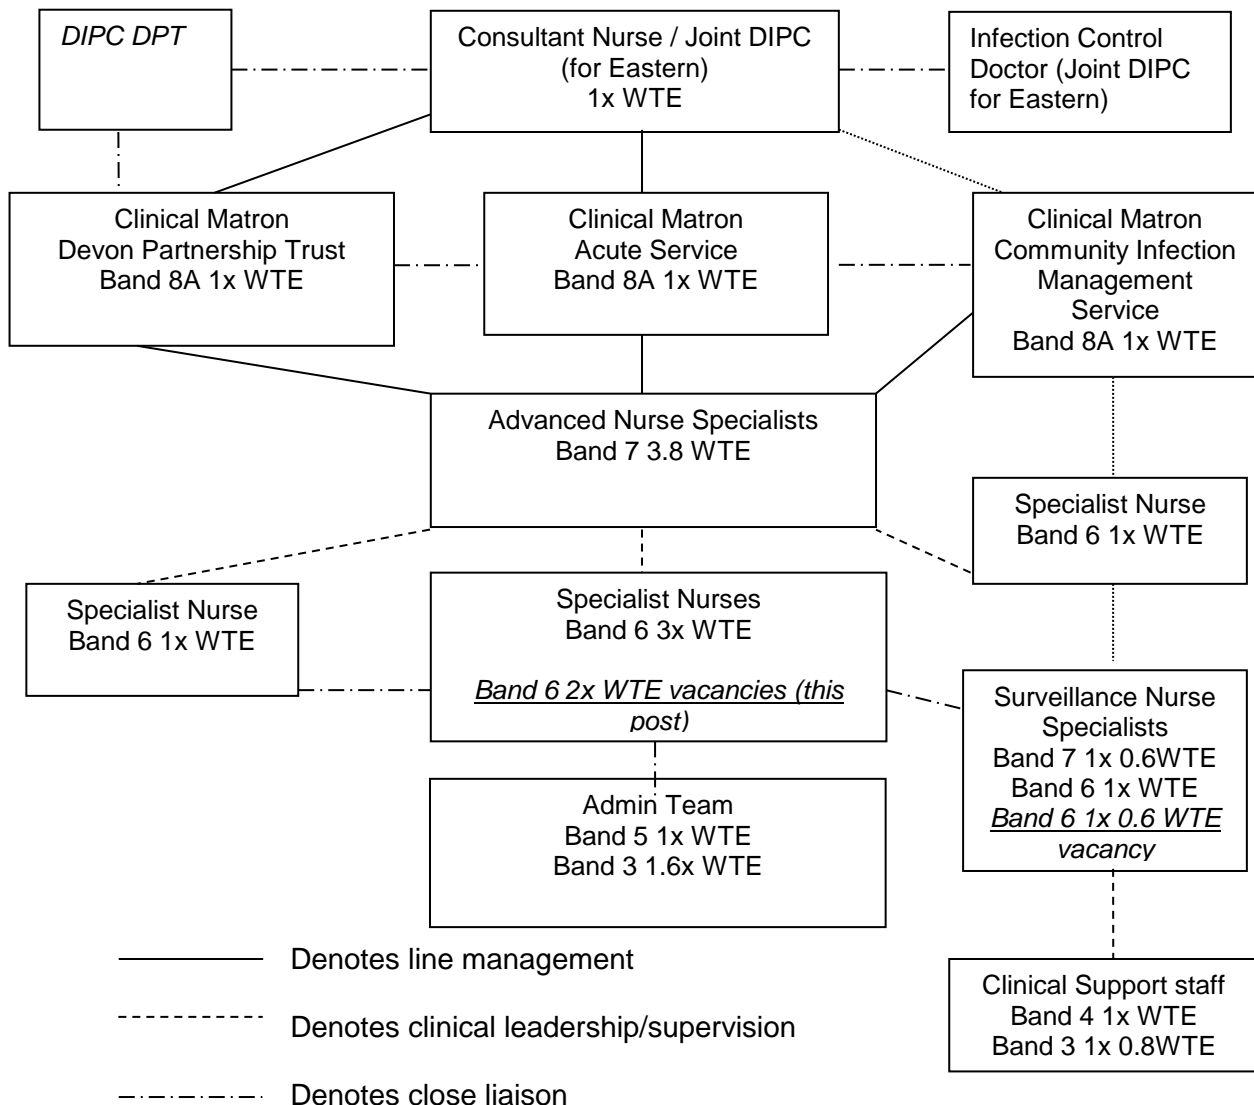 DIPC DPT
Consultant Nurse / Joint DIPC
(for Eastern)
1x WTE
Infection Control
Doctor (Joint DIPC
for Eastern)
Clinical Matron
Devon Partnership Trust
Band 8A 1x WTE
Clinical Matron
Acute Service
Band 8A 1x WTE
Clinical Matron
Community Infection
Management
Service
Band 8A 1x WTE
Advanced Nurse Specialists
Band 7 3.8 WTE
Specialist Nurse
Band 6 1x WTE
Specialist Nurse
Band 6 1x WTE
Specialist Nurses
Band 6 3x WTE
Band 6 2x WTE vacancies (this
post)
Surveillance Nurse
Specialists
Band 7 1x 0.6WTE
Band 6 1x WTE
Band 6 1x 0.6 WTE
vacancy
Admin Team
Band 5 1x WTE
Band 3 1.6x WTE
Clinical Support staff
Band 4 1x WTE
Band 3 1x 0.8WTE
Denotes line management
Denotes clinical leadership/supervision
Denotes close liaison